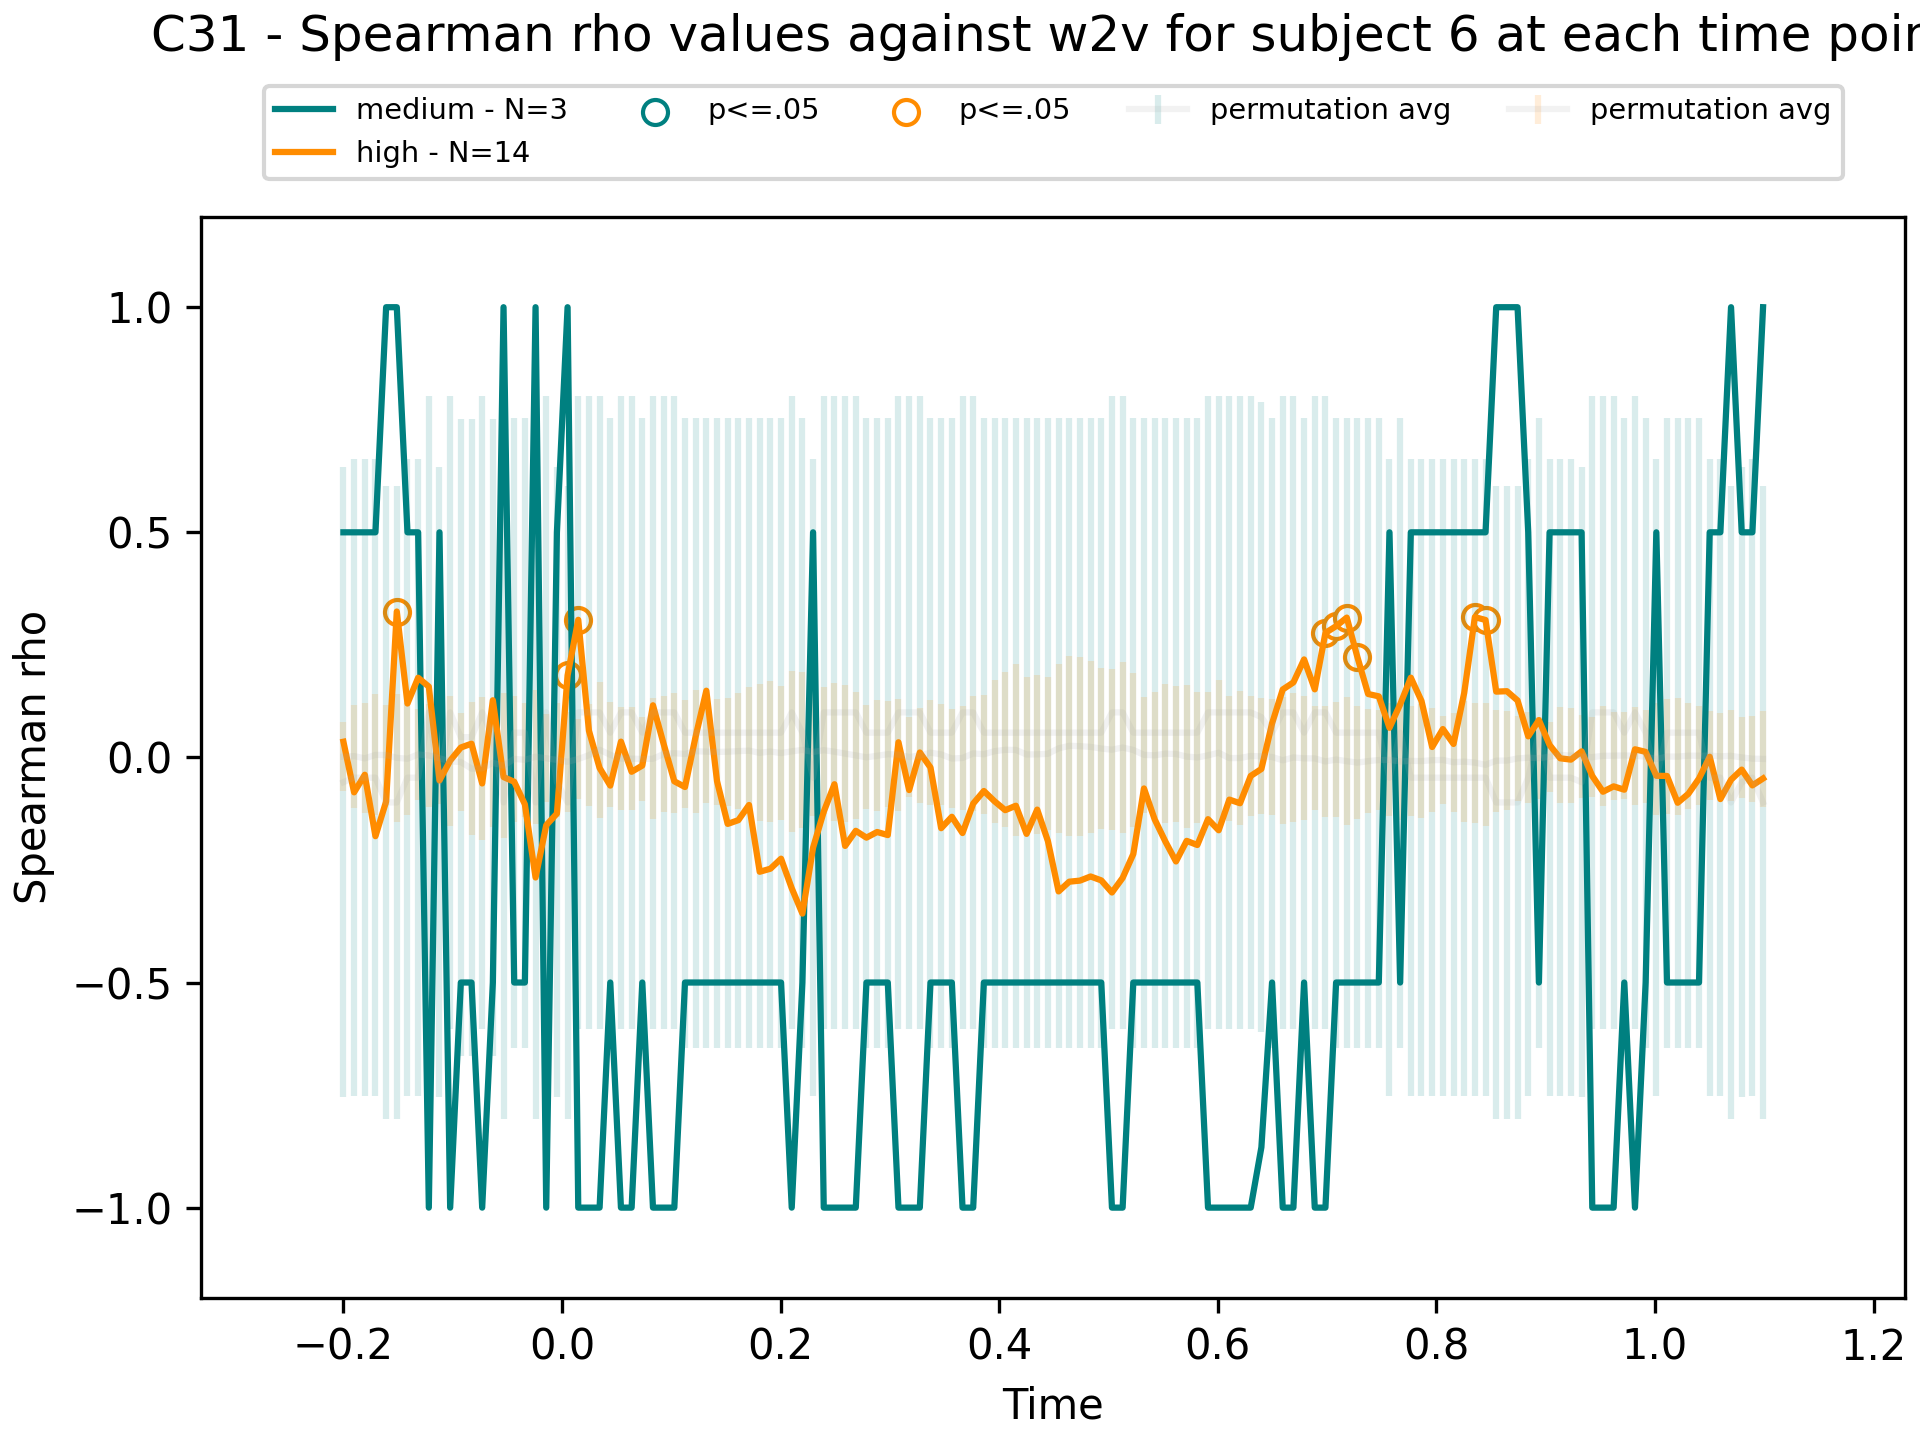 C31 - Spearman rho values against w2v for subject 6 at each time poin
medium - N=3 p<=.05 p<=.05 permutation avg permutation avg
high - N=14
1.0
0.5
0.0
−0.5
−1.0
Spearman rho
−0.2 0.0 0.2 0.4 0.6 0.8 1.0 1.2
Time